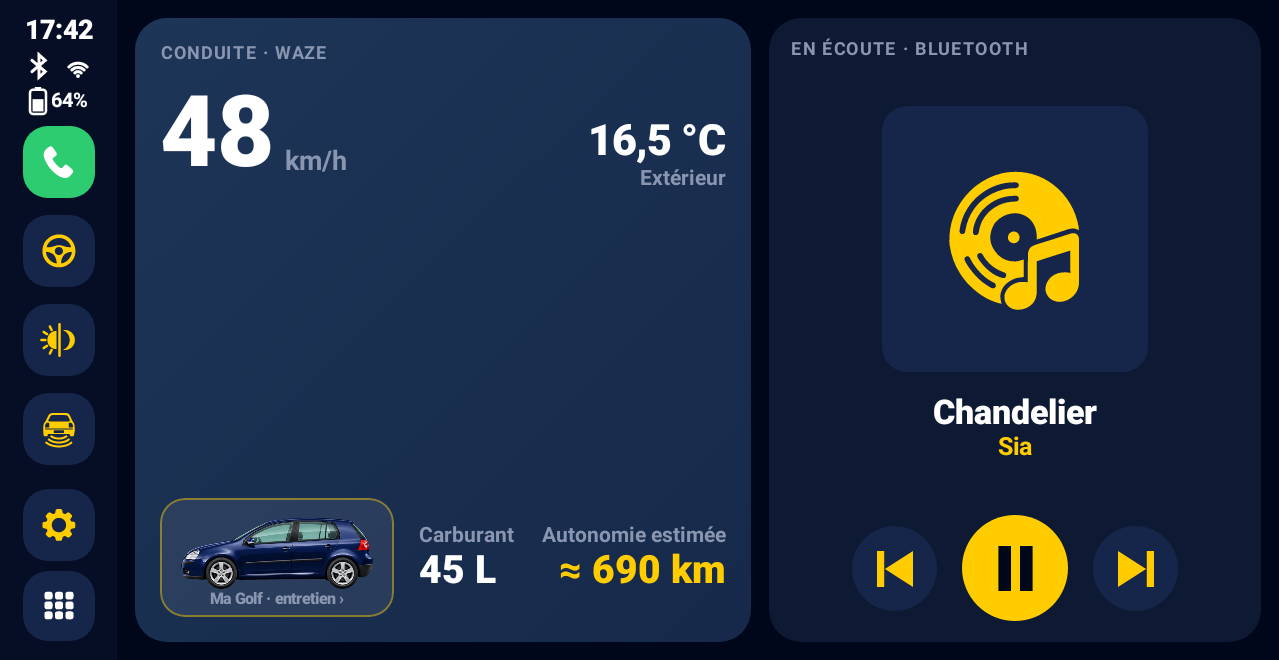 17:42
64%
CONDUITE · WAZE
48 km/h
16,5 °C
Extérieur
Ma Golf · entretien ›
Carburant
45 L
Autonomie estimée
≈ 690 km
EN ÉCOUTE · BLUETOOTH
Chandelier
Sia